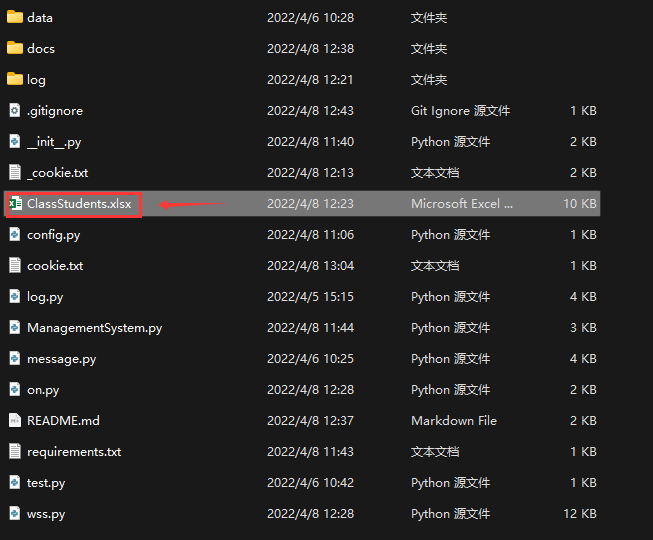 data 2022/4/6 10:28 文件夹
docs 2022/4/8 12:38 文件夹
log 2022/4/8 12:21 文件夹
.gitignore 2022/4/8 12:43 Git Ignore 源文件 1 KB
__init__.py 2022/4/8 11:40 Python 源文件 2 KB
_cookie.txt 2022/4/8 12:13 文本文档 2 KB
ClassStudents.xlsx 2022/4/8 12:23 Microsoft Excel ... 10 KB
config.py 2022/4/8 11:06 Python 源文件 1 KB
cookie.txt 2022/4/8 13:04 文本文档 1 KB
log.py 2022/4/5 15:15 Python 源文件 4 KB
ManagementSystem.py 2022/4/8 11:44 Python 源文件 3 KB
message.py 2022/4/6 10:25 Python 源文件 4 KB
on.py 2022/4/8 12:28 Python 源文件 2 KB
README.md 2022/4/8 12:37 Markdown File 2 KB
requirements.txt 2022/4/8 11:43 文本文档 1 KB
test.py 2022/4/6 10:42 Python 源文件 1 KB
wss.py 2022/4/8 12:28 Python 源文件 12 KB